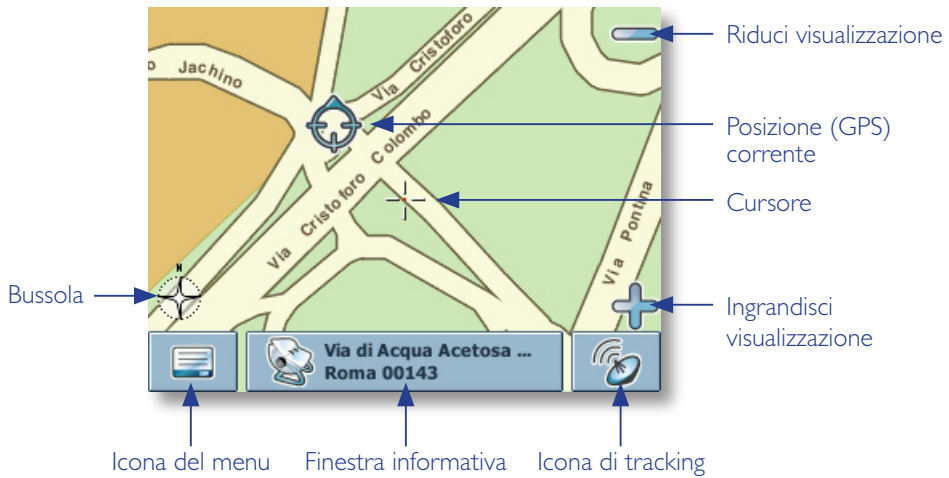 Riduci visualizzazione
Via Cristoforo
o Jachino
Posizione (GPS)
corrente
Via Cristoforo Colombo
Cursore
Via Pontina
N
Bussola
Ingrandisci
visualizzazione
Via di Acqua Acetosa ...
Roma 00143
Icona del menu
Finestra informativa
Icona di tracking